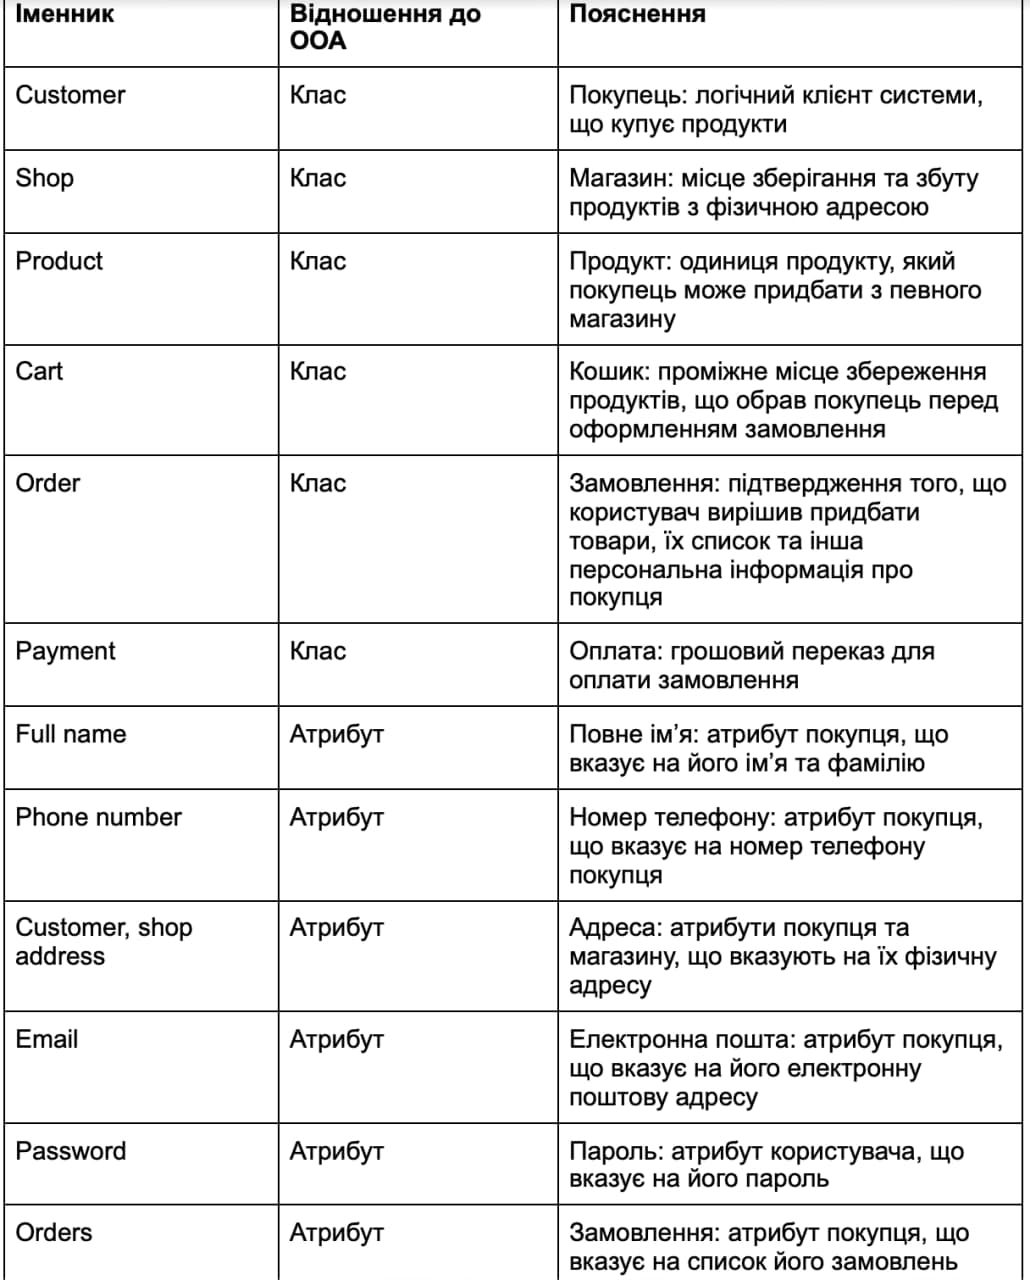 Іменник
Відношення до
ООА
Пояснення
Customer
Клас
Покупець: логічний клієнт системи,
що купує продукти
Shop
Клас
Магазин: місце зберігання та збуту
продуктів з фізичною адресою
Product
Клас
Продукт: одиниця продукту, який
покупець може придбати з певного
магазину
Cart
Клас
Кошик: проміжне місце збереження
продуктів, що обрав покупець перед
оформленням замовлення
Order
Клас
Замовлення: підтвердження того, що
користувач вирішив придбати
товари, їх список та інша
персональна інформація про
покупця
Payment
Клас
Оплата: грошовий переказ для
оплати замовлення
Full name
Атрибут
Повне ім’я: атрибут покупця, що
вказує на його ім’я та фамілію
Phone number
Атрибут
Номер телефону: атрибут покупця,
що вказує на номер телефону
покупця
Customer, shop
address
Атрибут
Адреса: атрибути покупця та
магазину, що вказують на їх фізичну
адресу
Email
Атрибут
Електронна пошта: атрибут покупця,
що вказує на його електронну
поштову адресу
Password
Атрибут
Пароль: атрибут користувача, що
вказує на його пароль
Orders
Атрибут
Замовлення: атрибут покупця, що
вказує на список його замовлень